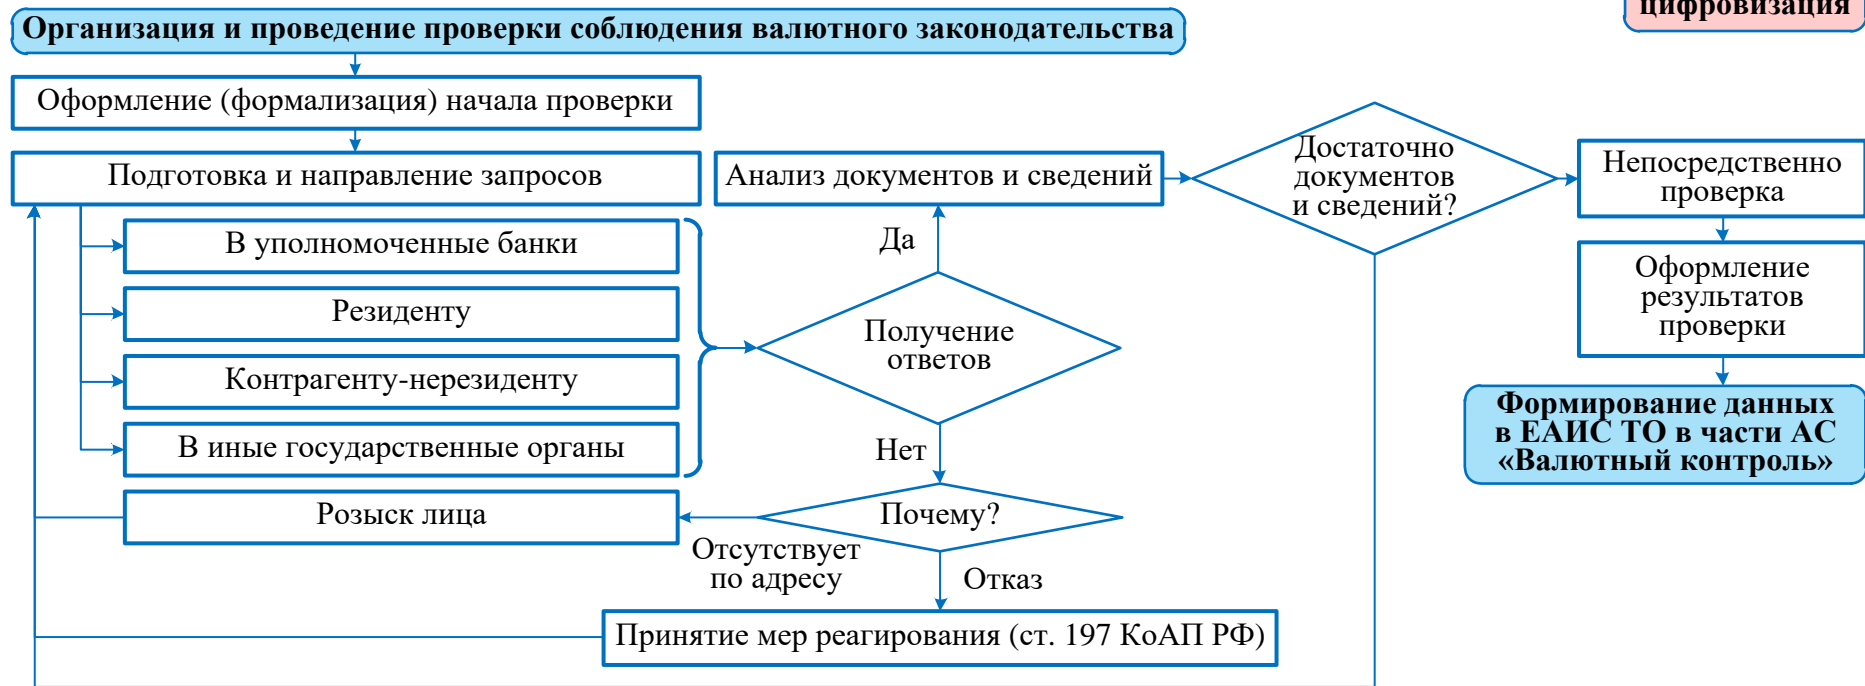 цифровизация
Организация и проведение проверки соблюдения валютного законодательства
Оформление (формализация) начала проверки
Подготовка и направление запросов
В уполномоченные банки
Резиденту
Контрагенту-нерезиденту
В иные государственные органы
Розыск лица
Анализ документов и сведений
Да
Получение
ответов
Нет
Почему?
Отсутствует
по адресу
Отказ
Принятие мер реагирования (ст. 197 КоАП РФ)
Достаточно
документов
и сведений?
Непосредственно
проверка
Оформление
результатов
проверки
Формирование данных
в ЕАИС ТО в части АС
«Валютный контроль»